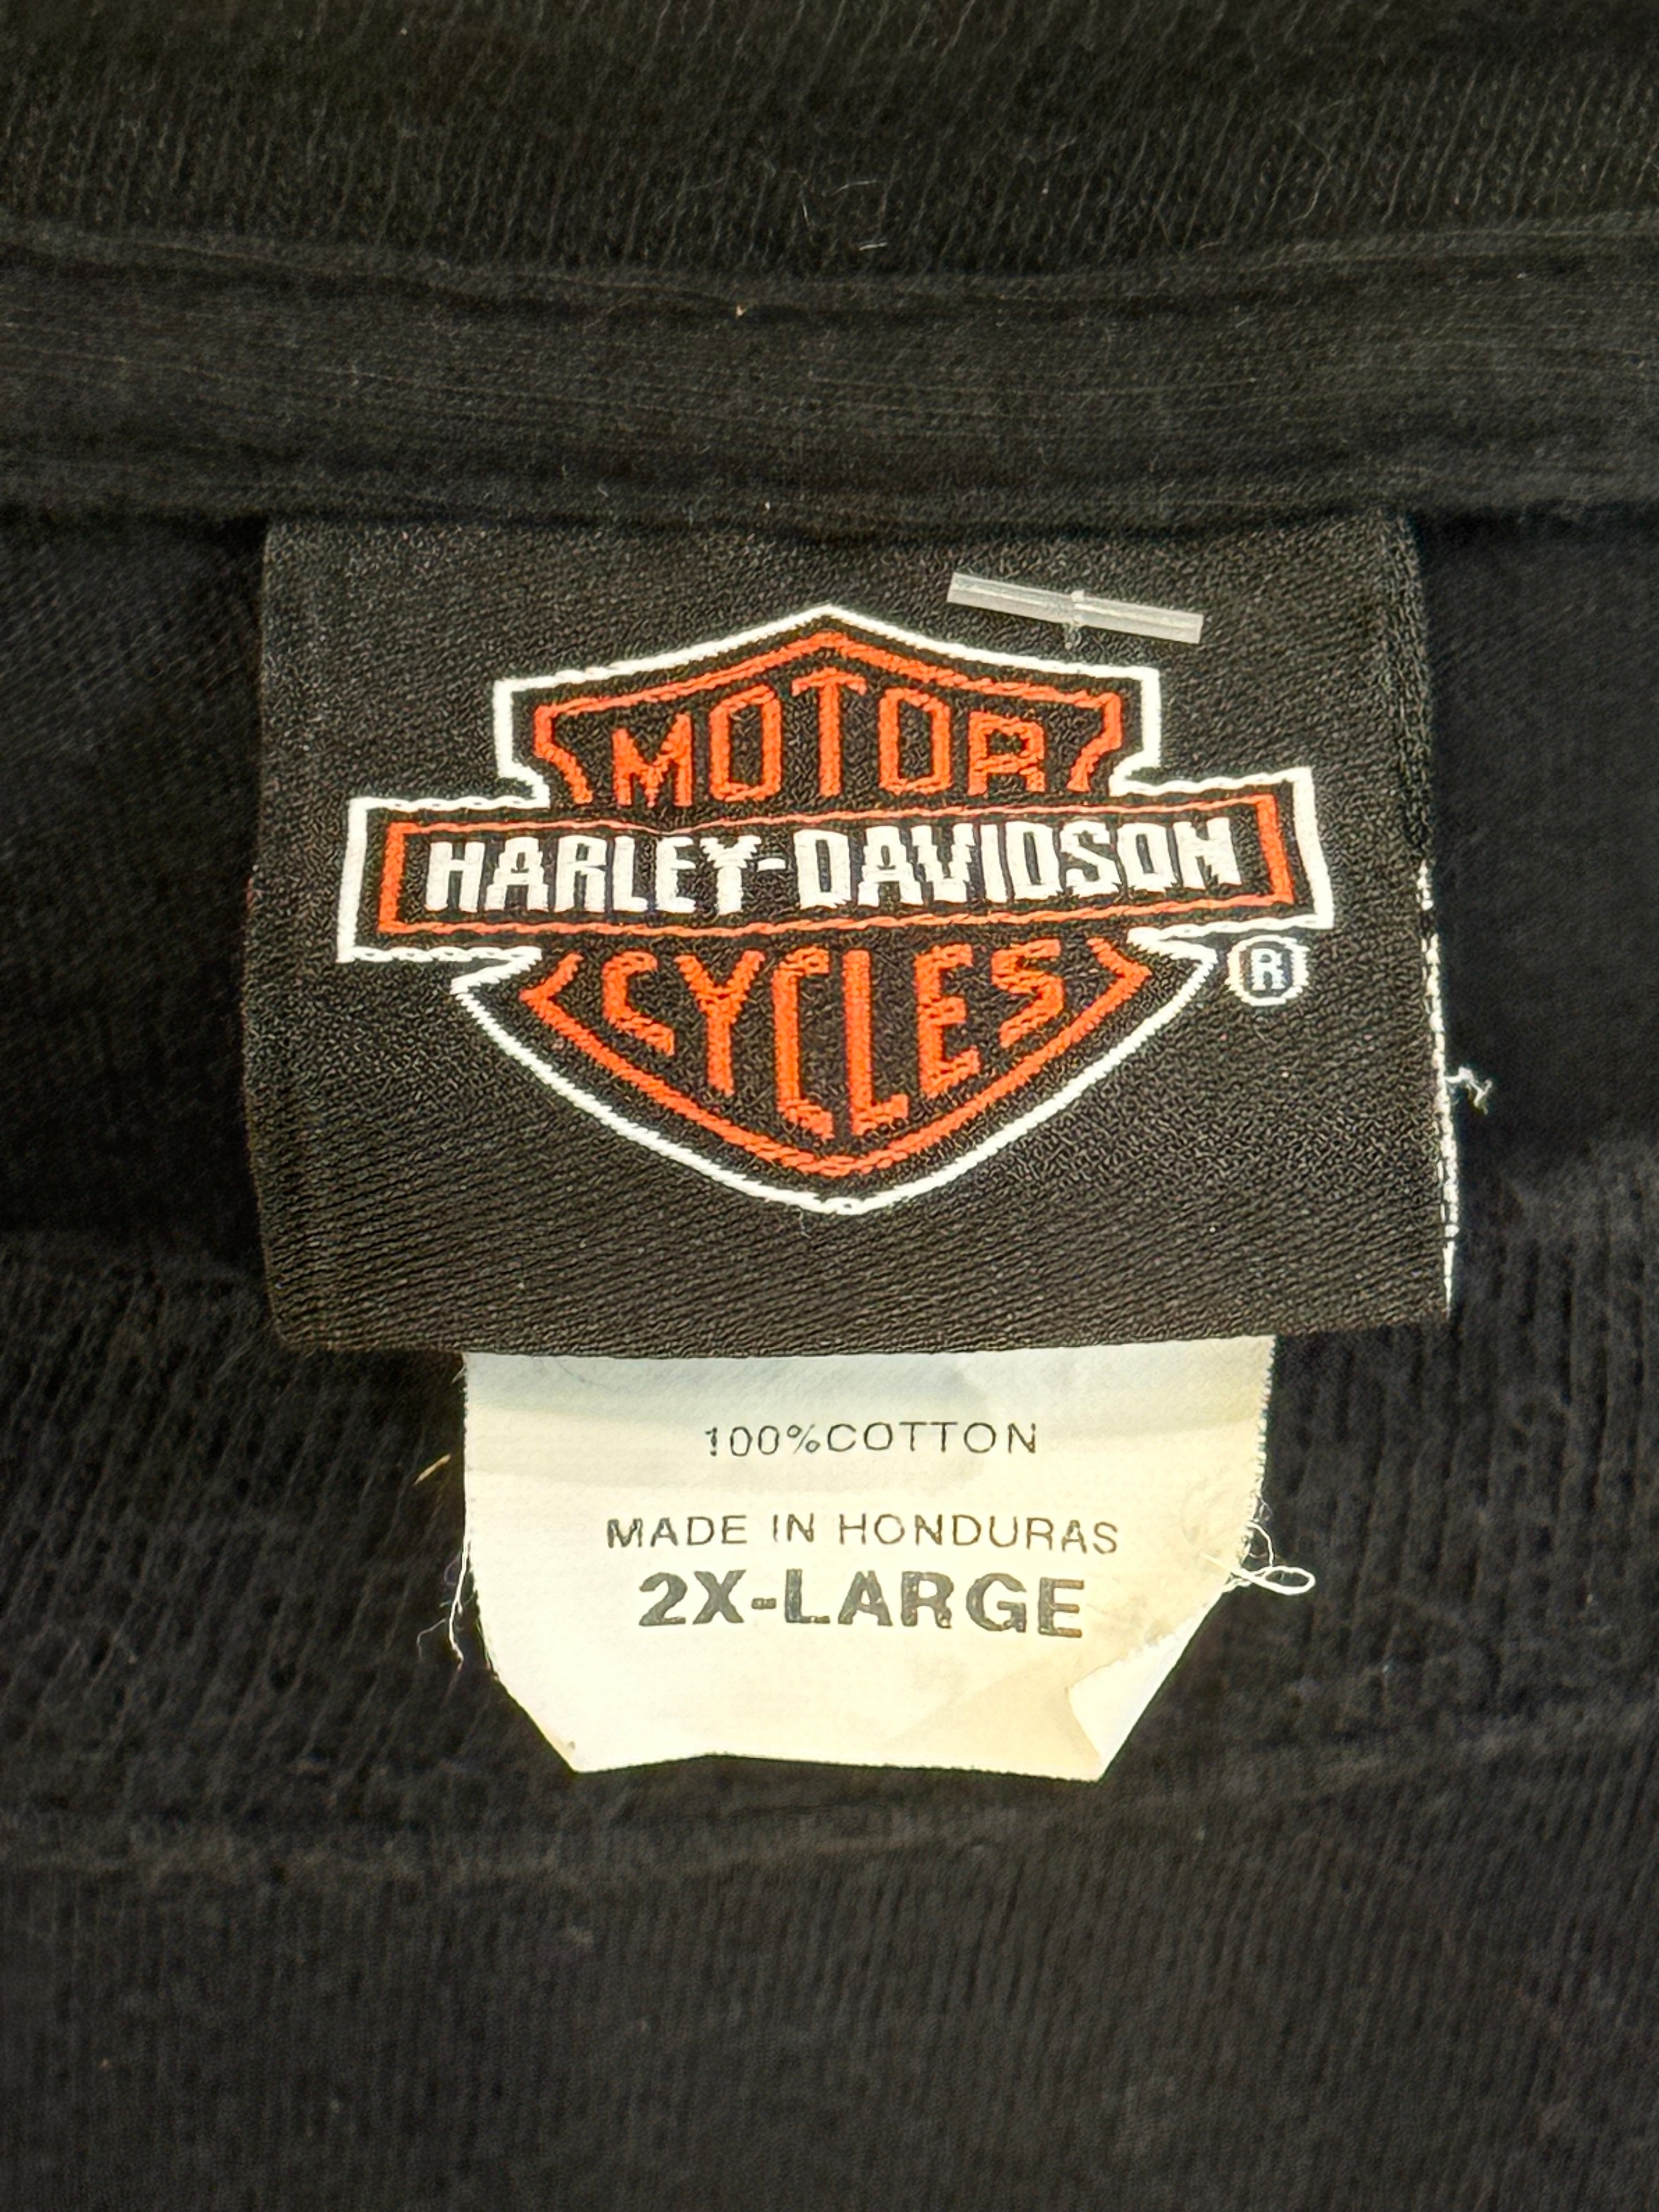 MOTOR
HARLEY-DAVIDSON
CYCLES
®
100%COTTON
MADE IN HONDURAS
2X-LARGE